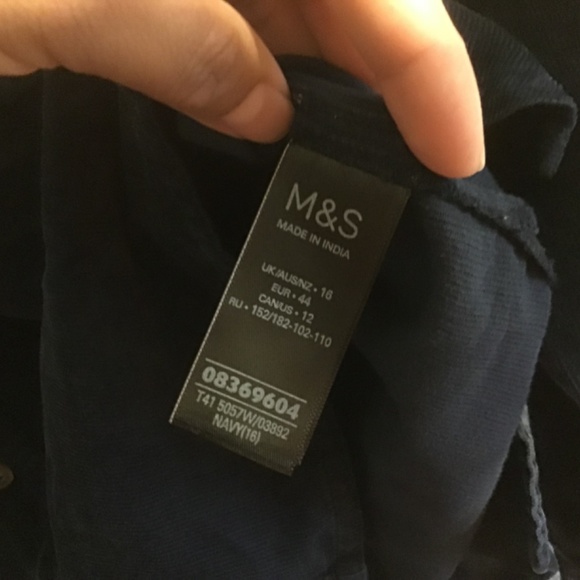 M&S
MADE IN INDIA
UK/AUS/NZ • 16
EUR • 44
CAN/US • 12
RU • 152/182-102-110
08369604
T41 5057W/03892
NAVY(16)